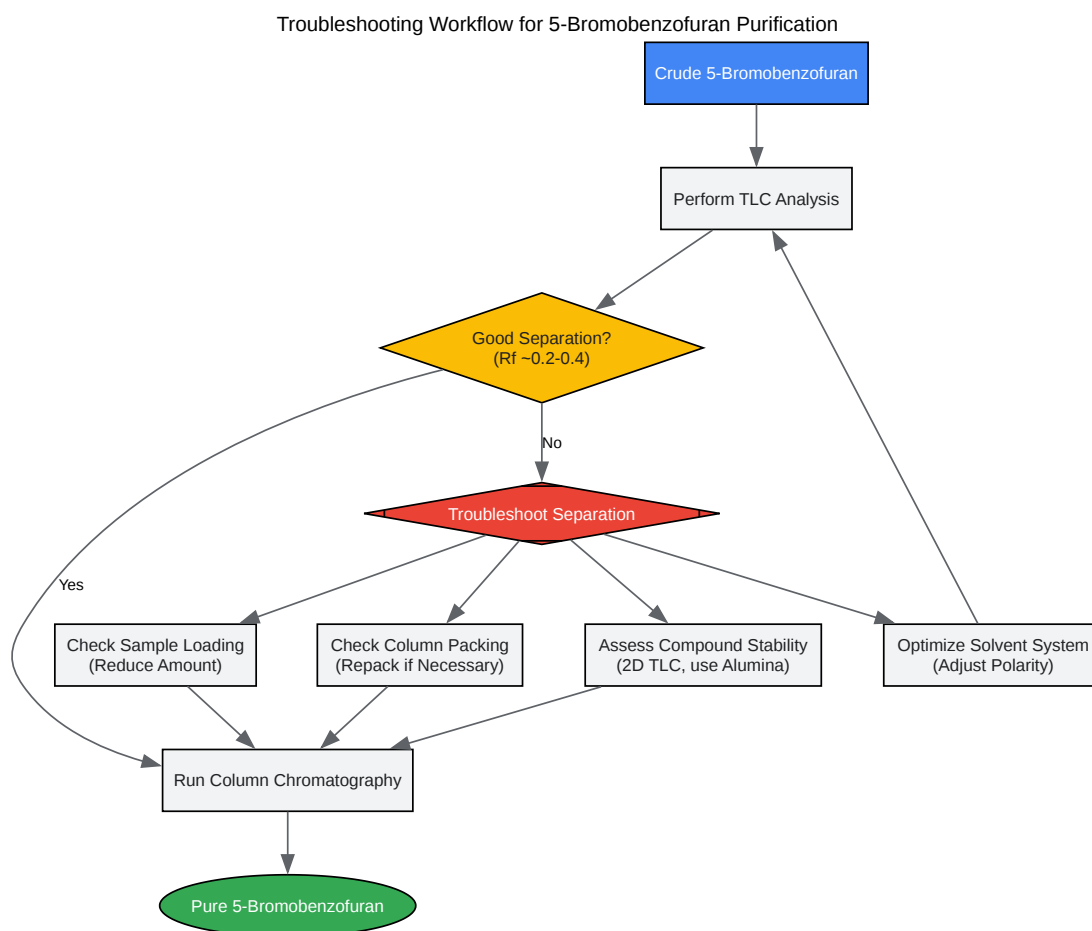 Troubleshooting Workflow for 5-Bromobenzofuran Purification
Crude 5-Bromobenzofuran
Perform TLC Analysis
Good Separation?
(Rf ~0.2-0.4)
No
Troubleshoot Separation
Yes
Check Sample Loading
(Reduce Amount)
Check Column Packing
(Repack if Necessary)
Assess Compound Stability
(2D TLC, use Alumina)
Optimize Solvent System
(Adjust Polarity)
Run Column Chromatography
Pure 5-Bromobenzofuran